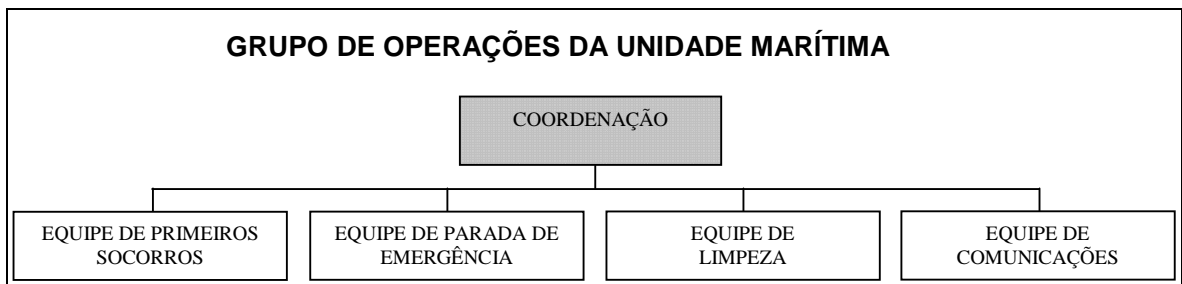 GRUPO DE OPERAÇÕES DA UNIDADE MARÍTIMA
COORDENAÇÃO
EQUIPE DE PRIMEIROS
SOCORROS
EQUIPE DE PARADA DE
EMERGÊNCIA
EQUIPE DE
LIMPEZA
EQUIPE DE
COMUNICAÇÕES